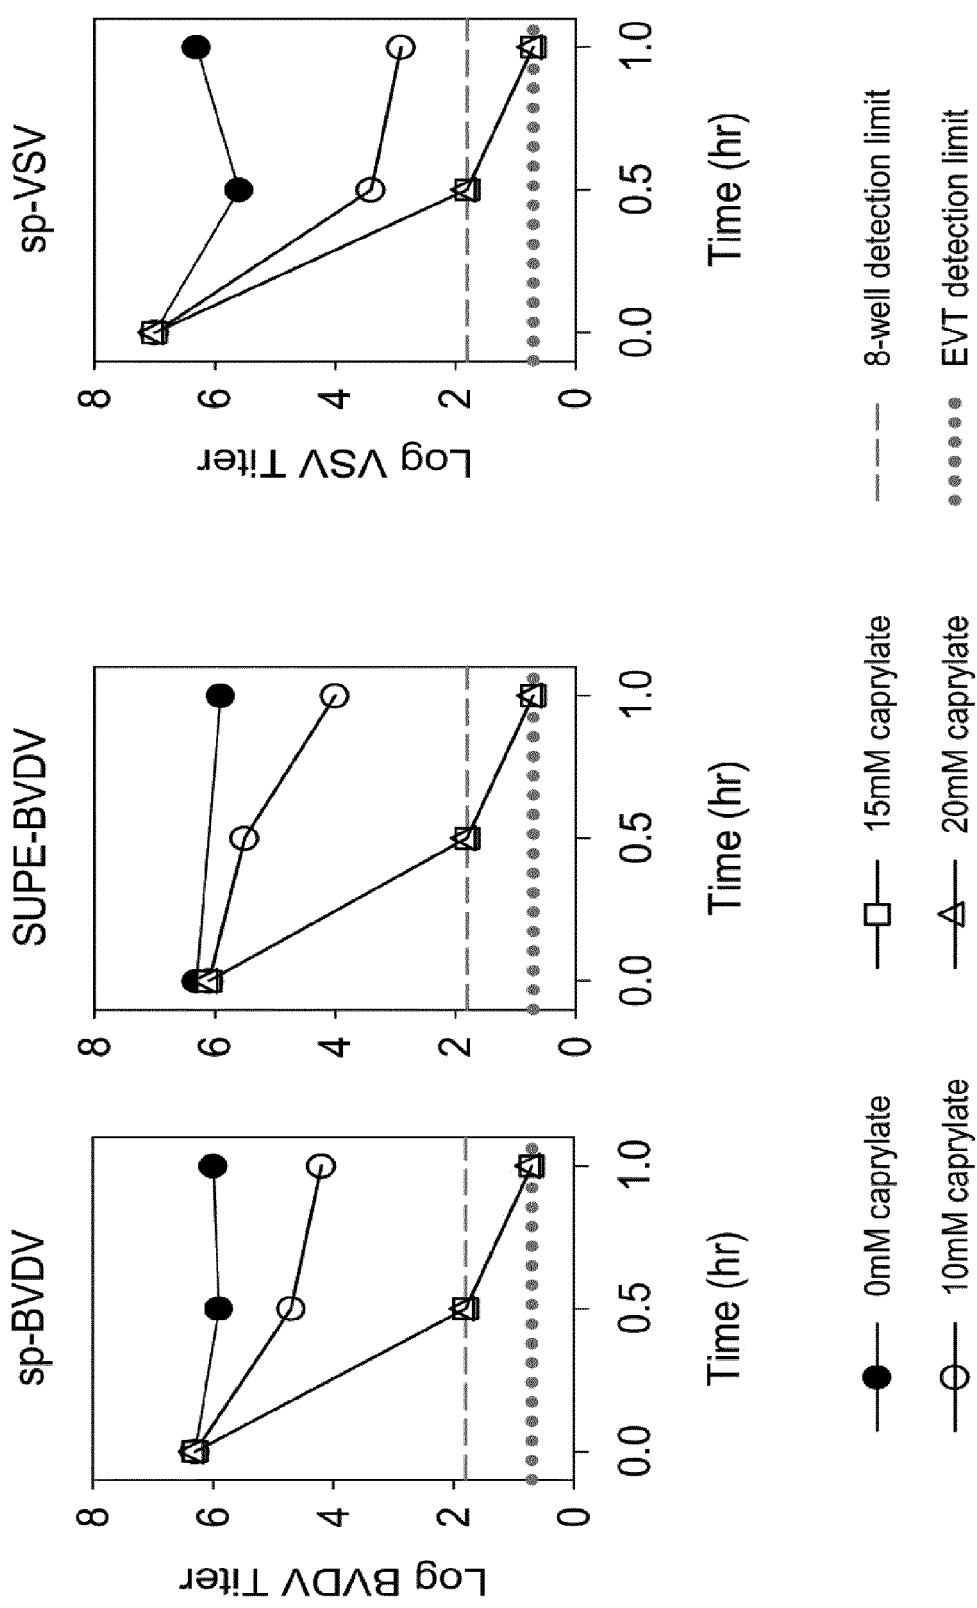 sp-BVDV
Log BVDV Titer
8
6
4
2
0
0.0
0.5
1.0
Time (hr)
SUPE-BVDV
8
6
4
2
0
0.0
0.5
1.0
Time (hr)
sp-VSV
Log VSV Titer
8
6
4
2
0
0.0
0.5
1.0
Time (hr)
0mM caprylate
10mM caprylate
15mM caprylate
20mM caprylate
8-well detection limit
EVT detection limit